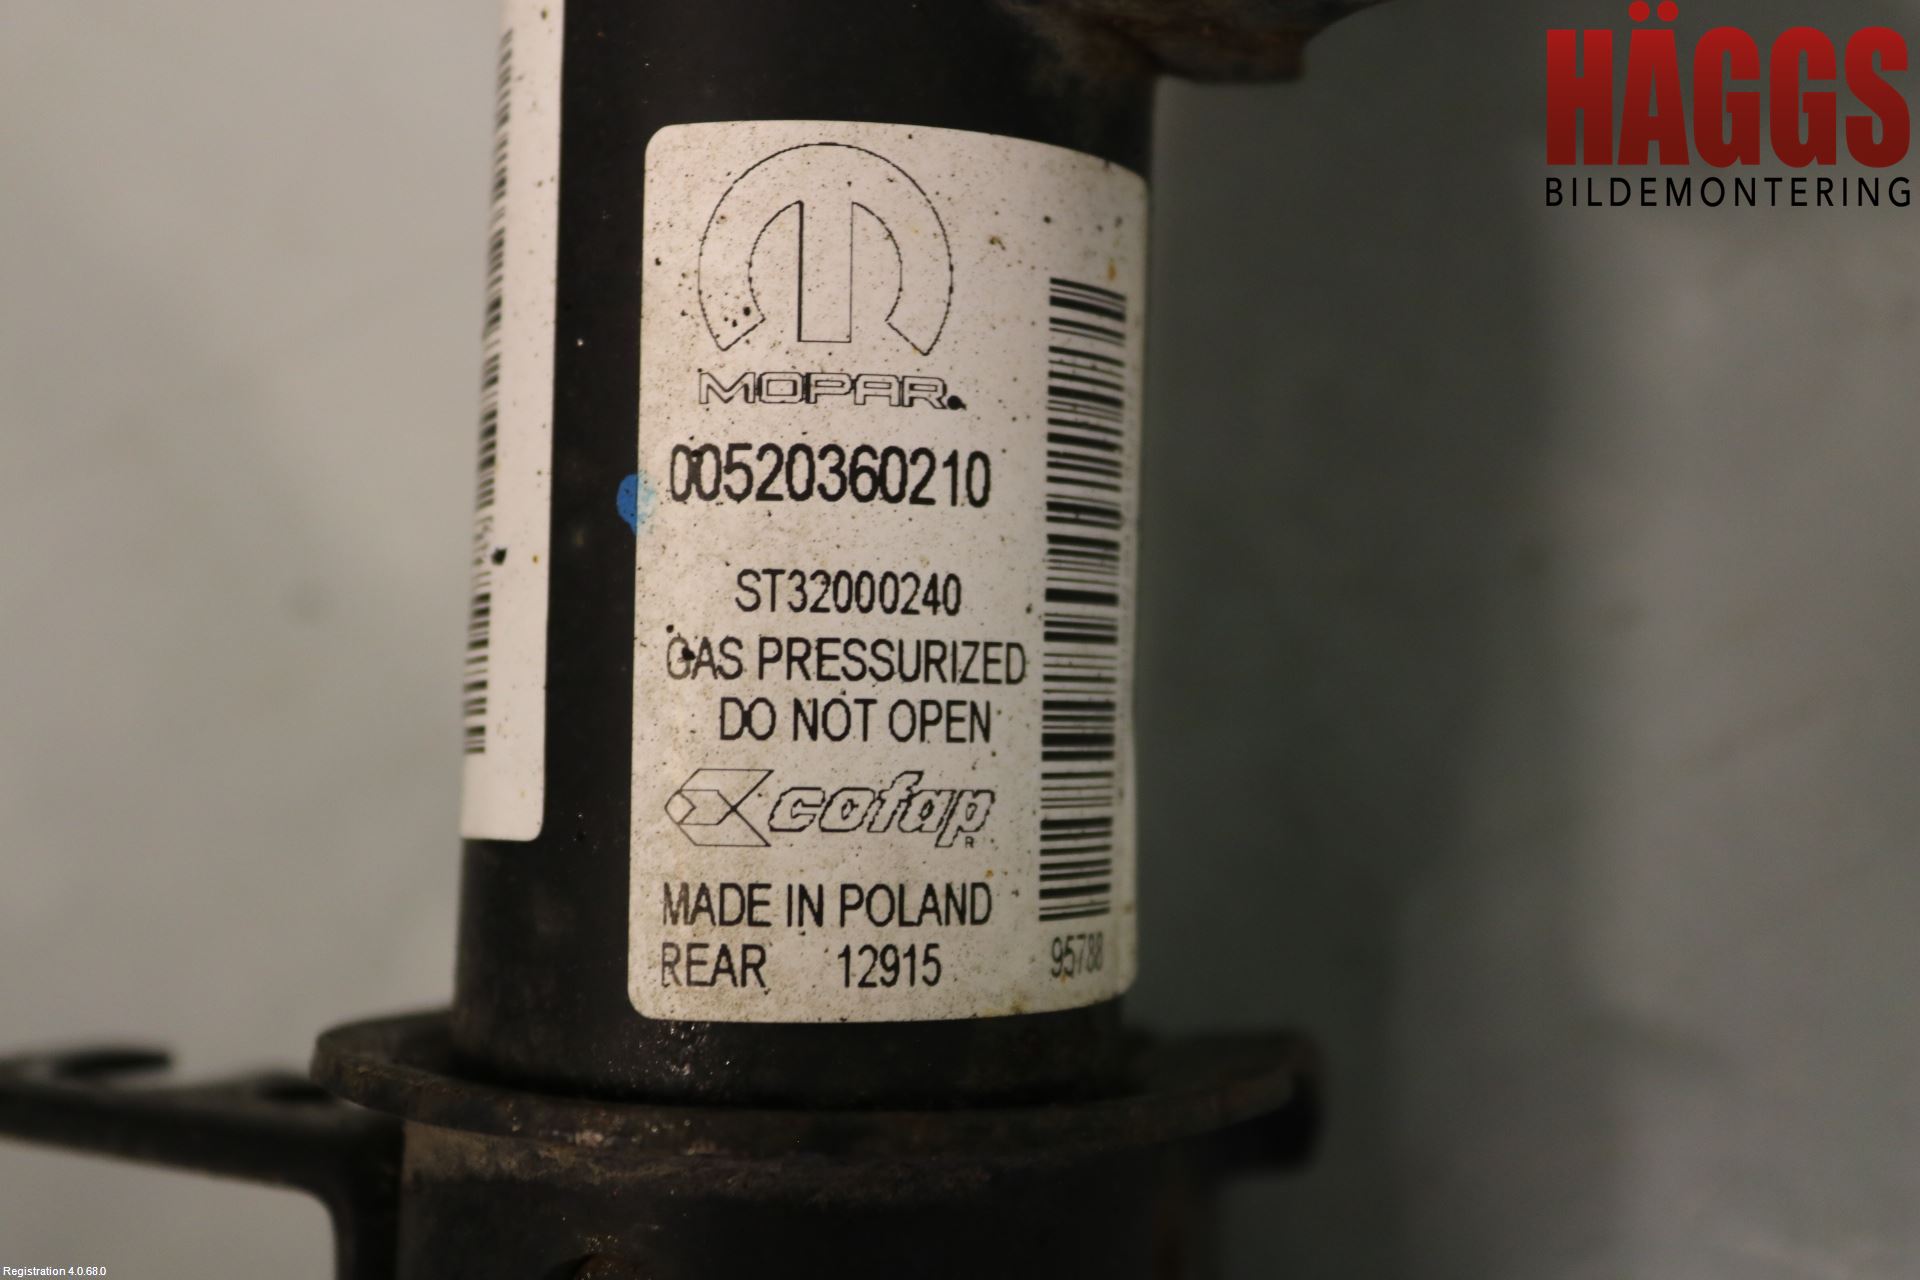 HÄGGS
BILDEMONTERING
MOPAR.
00520360210
ST32000240
GAS PRESSURIZED
DO NOT OPEN
cofap
R
MADE IN POLAND
REAR 12915
95788
Registration 4.0.68.0